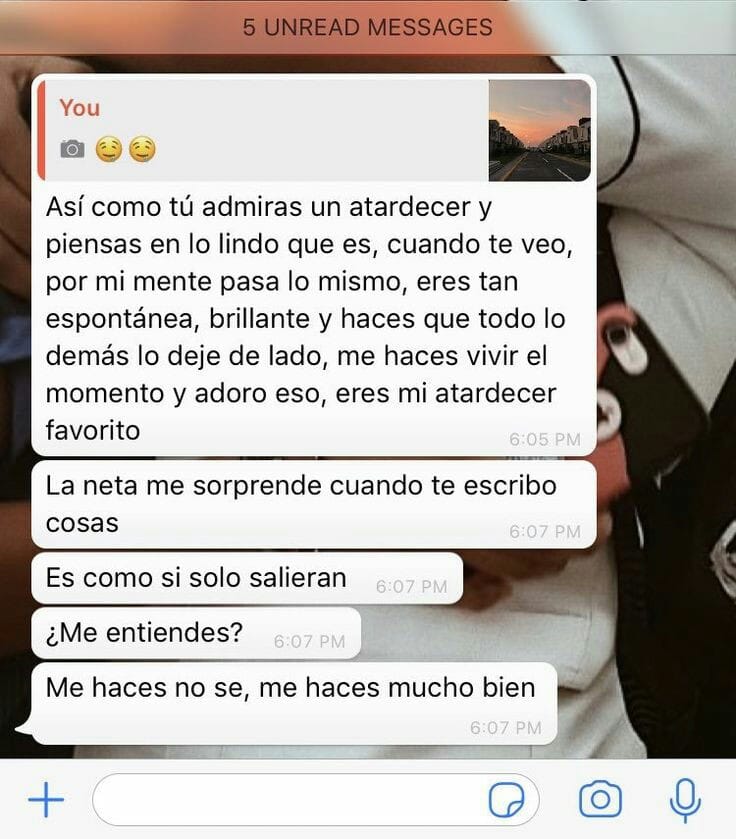 5 UNREAD MESSAGES
You
📷 🤤🤤
Así como tú admiras un atardecer y
piensas en lo lindo que es, cuando te veo,
por mi mente pasa lo mismo, eres tan
espontánea, brillante y haces que todo lo
demás lo deje de lado, me haces vivir el
momento y adoro eso, eres mi atardecer
favorito
6:05 PM
La neta me sorprende cuando te escribo
cosas
6:07 PM
Es como si solo salieran 6:07 PM
¿Me entiendes? 6:07 PM
Me haces no se, me haces mucho bien
6:07 PM